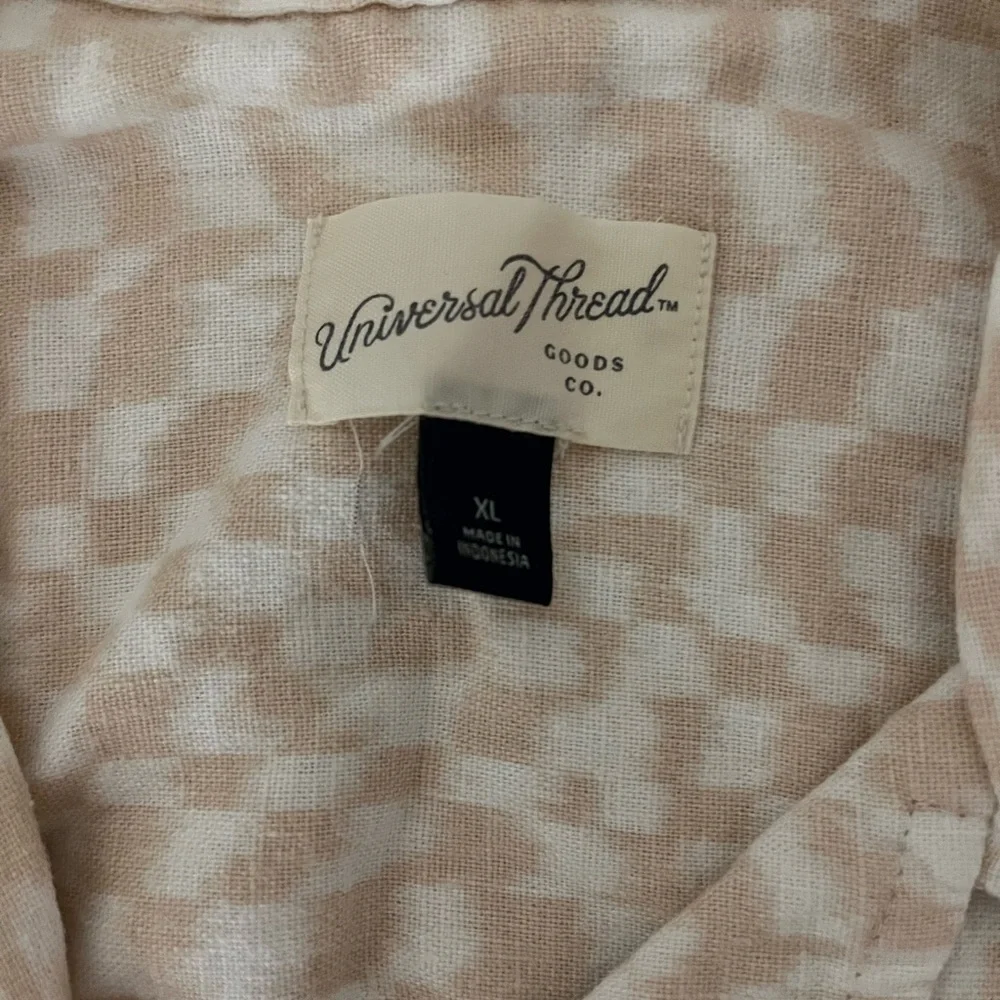 Universal Thread™
GOODS
CO.
XL
MADE IN
INDONESIA